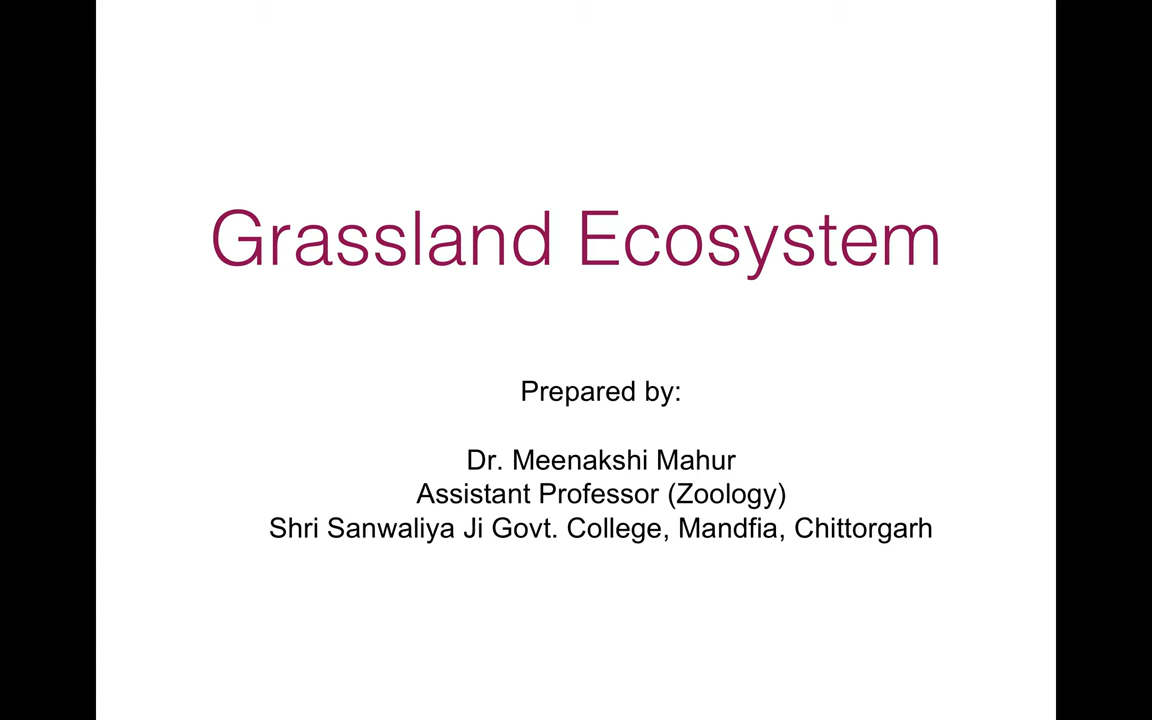 Grassland Ecosystem
Prepared by:
Dr. Meenakshi Mahur
Assistant Professor (Zoology)
Shri Sanwaliya Ji Govt. College, Mandfia, Chittorgarh